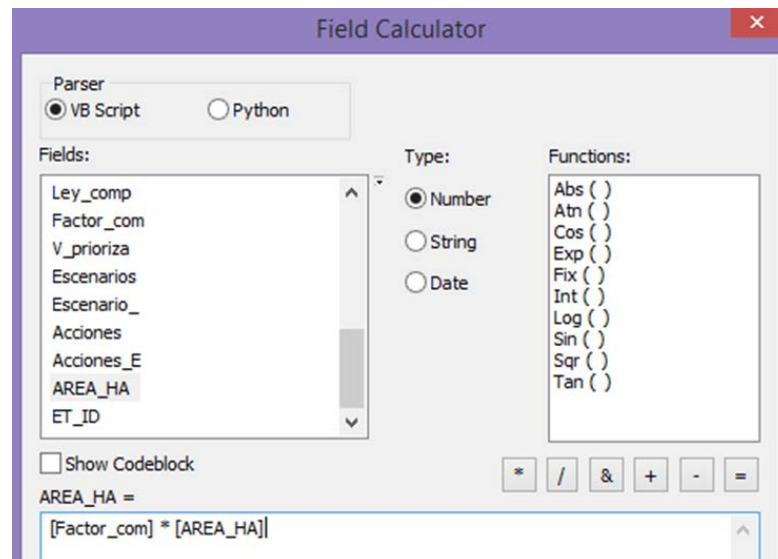 Field Calculator
Parser
VB Script
Python
Fields:
Ley_comp
Factor_com
V_prioriza
Escenarios
Escenario_
Acciones
Acciones_E
AREA_HA
ET_ID
Type:
Number
String
Date
Functions:
Abs ( )
Atn ( )
Cos ( )
Exp ( )
Fix ( )
Int ( )
Log ( )
Sin ( )
Sqr ( )
Tan ( )
Show Codeblock
* / & + - =
AREA_HA =
[Factor_com] * [AREA_HA]